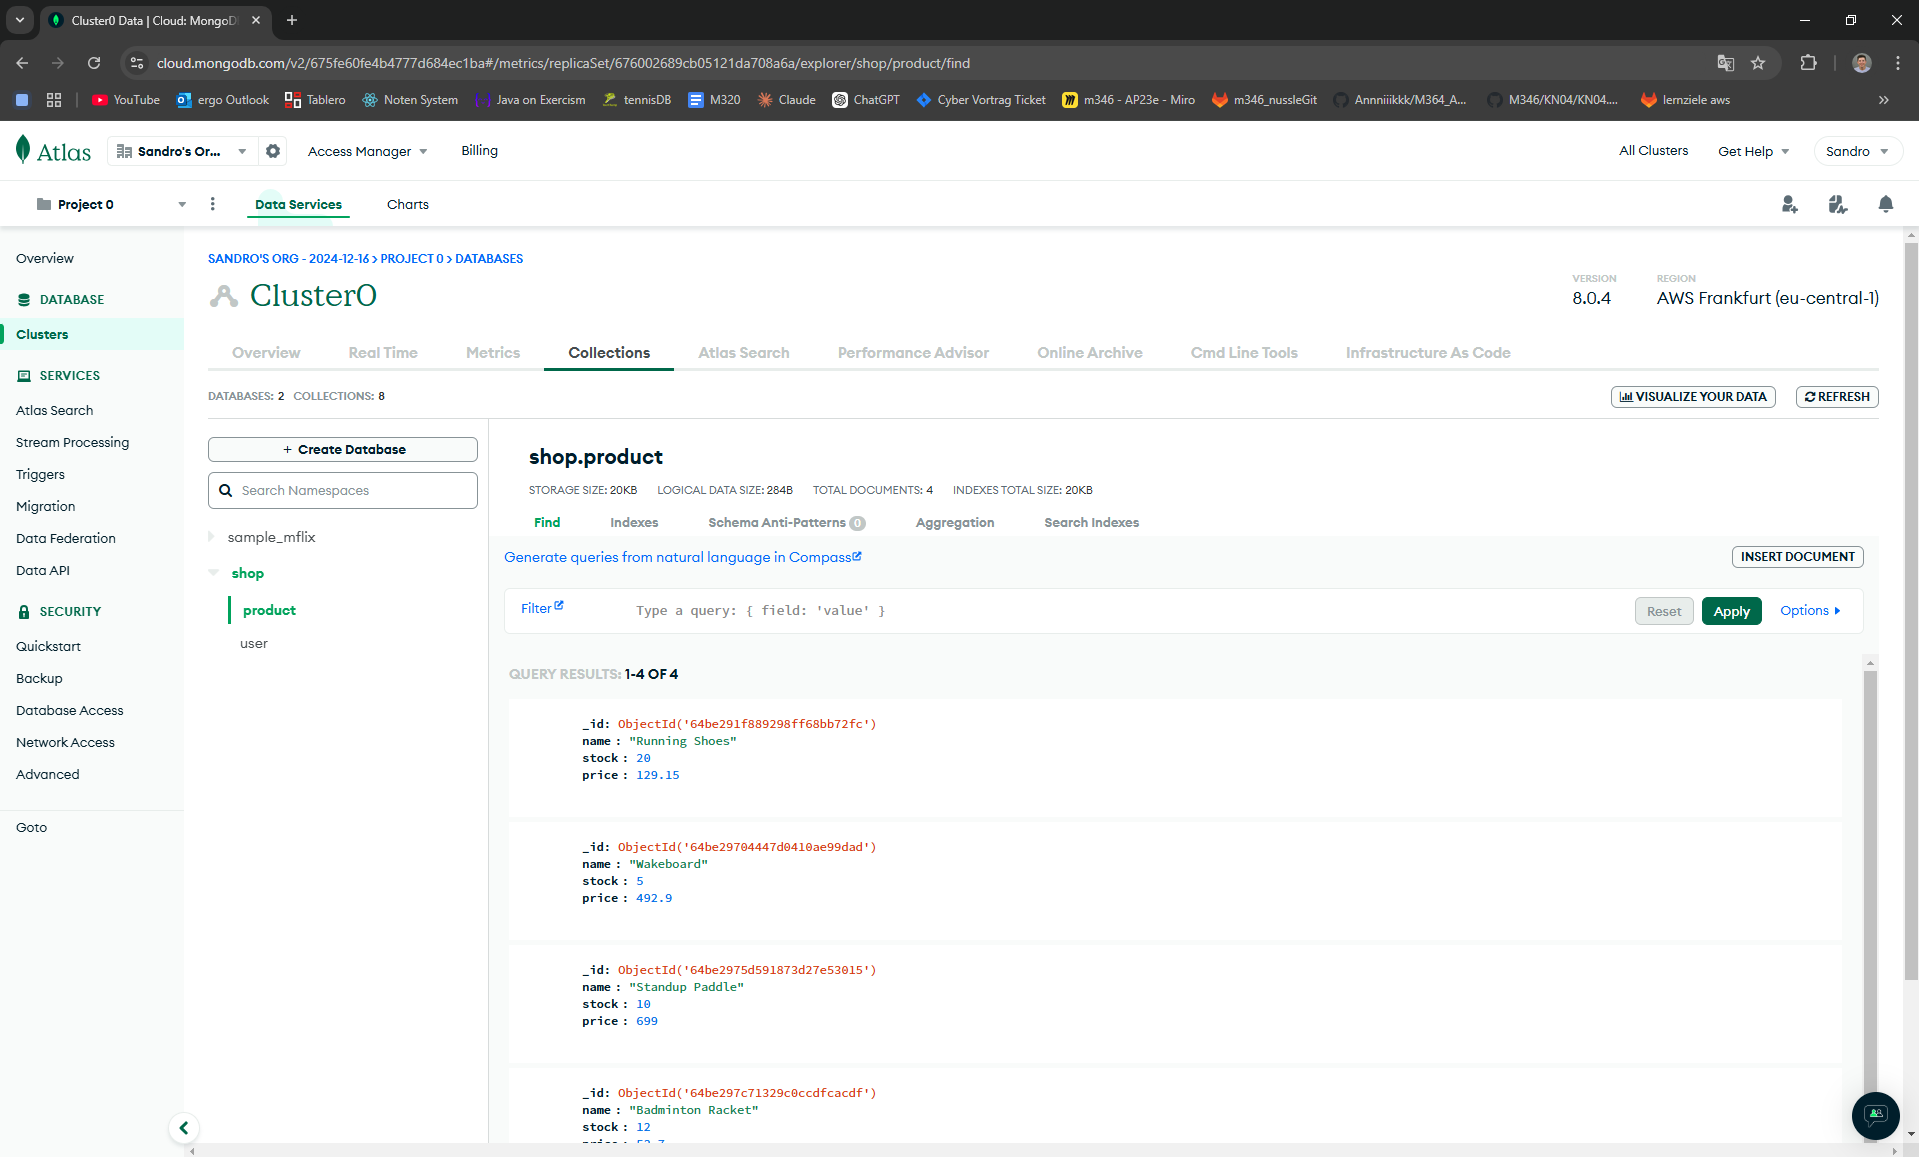 Cluster0 Data | Cloud: MongoD
cloud.mongodb.com/v2/675fe60fe4b4777d684ec1ba#/metrics/replicaSet/676002689cb05121da708a6a/explorer/shop/product/find
YouTube ergo Outlook Tablero Noten System Java on Exercism tennisDB M320 Claude ChatGPT Cyber Vortrag Ticket m346 - AP23e - Miro m346_nussleGit Annniiikkk/M364_A... M346/KN04/KN04.... lernziele aws
Atlas Sandro's Or... Access Manager Billing All Clusters Get Help Sandro
Project 0 Data Services Charts
Overview
DATABASE
Clusters
SERVICES
Atlas Search
Stream Processing
Triggers
Migration
Data Federation
Data API
SECURITY
Quickstart
Backup
Database Access
Network Access
Advanced
Goto
SANDRO'S ORG - 2024-12-16 > PROJECT 0 > DATABASES
Cluster0
VERSION
8.0.4
REGION
AWS Frankfurt (eu-central-1)
Overview Real Time Metrics Collections Atlas Search Performance Advisor Online Archive Cmd Line Tools Infrastructure As Code
DATABASES: 2 COLLECTIONS: 8
VISUALIZE YOUR DATA REFRESH
+ Create Database
Search Namespaces
sample_mflix
shop
product
user
shop.product
STORAGE SIZE: 20KB LOGICAL DATA SIZE: 284B TOTAL DOCUMENTS: 4 INDEXES TOTAL SIZE: 20KB
Find Indexes Schema Anti-Patterns 0 Aggregation Search Indexes
Generate queries from natural language in Compass
INSERT DOCUMENT
Filter Type a query: { field: 'value' } Reset Apply Options
QUERY RESULTS: 1-4 OF 4
_id: ObjectId('64be291f889298ff68bb72fc')
name : "Running Shoes"
stock : 20
price : 129.15
_id: ObjectId('64be29704447d0410ae99dad')
name : "Wakeboard"
stock : 5
price : 492.9
_id: ObjectId('64be2975d591873d27e53015')
name : "Standup Paddle"
stock : 10
price : 699
_id: ObjectId('64be297c71329c0ccdfcacdf')
name : "Badminton Racket"
stock : 12